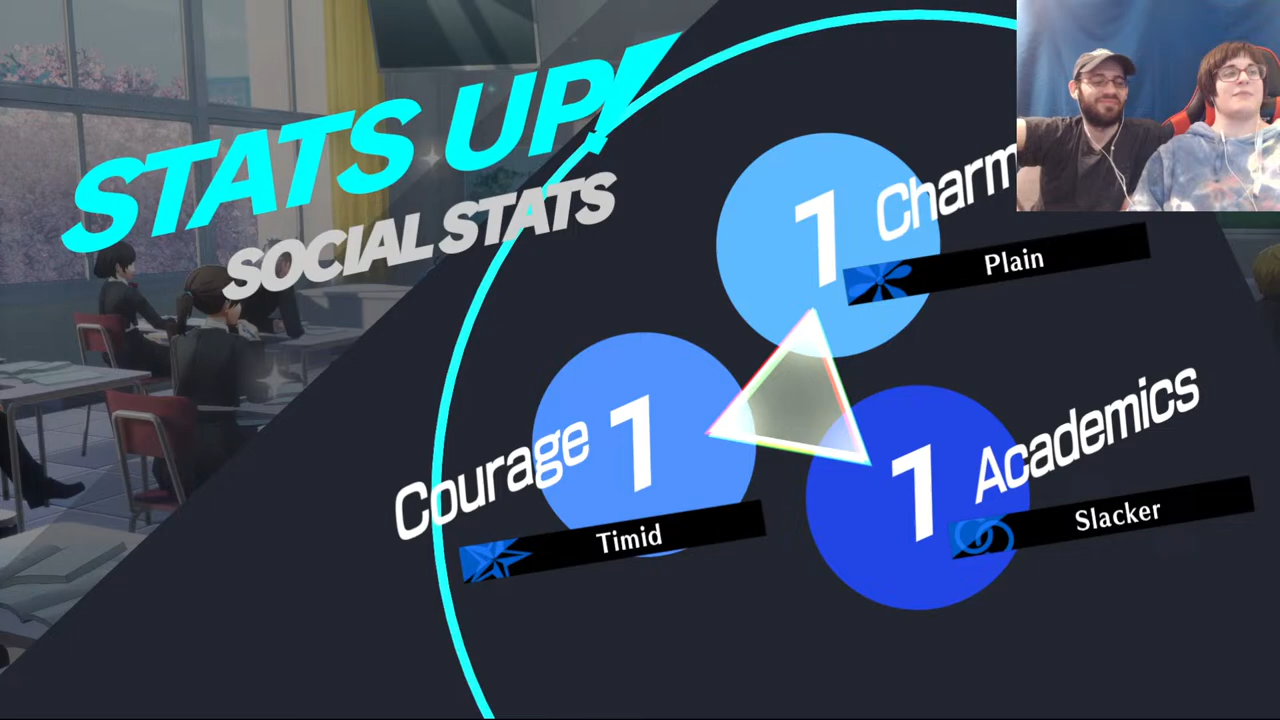 STATS UP!
SOCIAL STATS
1 Charm
Plain
Courage 1
Timid
1 Academics
Slacker